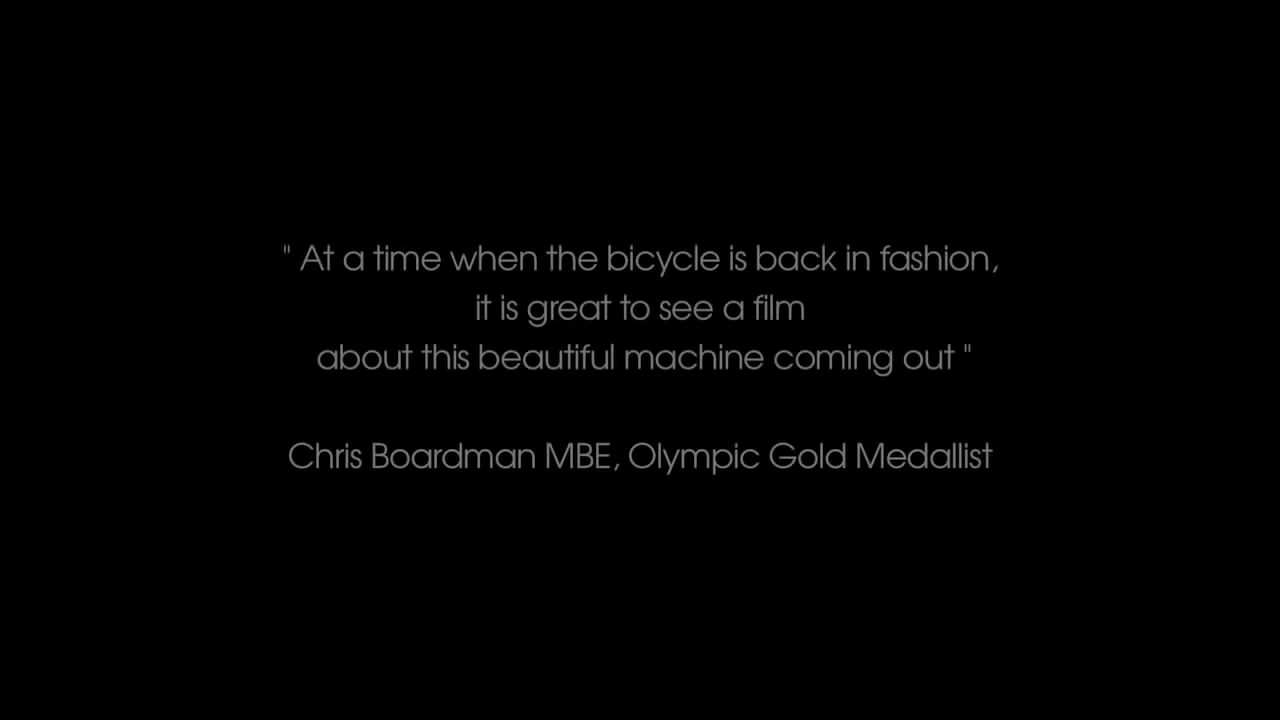 " At a time when the bicycle is back in fashion,
it is great to see a film
about this beautiful machine coming out "
Chris Boardman MBE, Olympic Gold Medallist